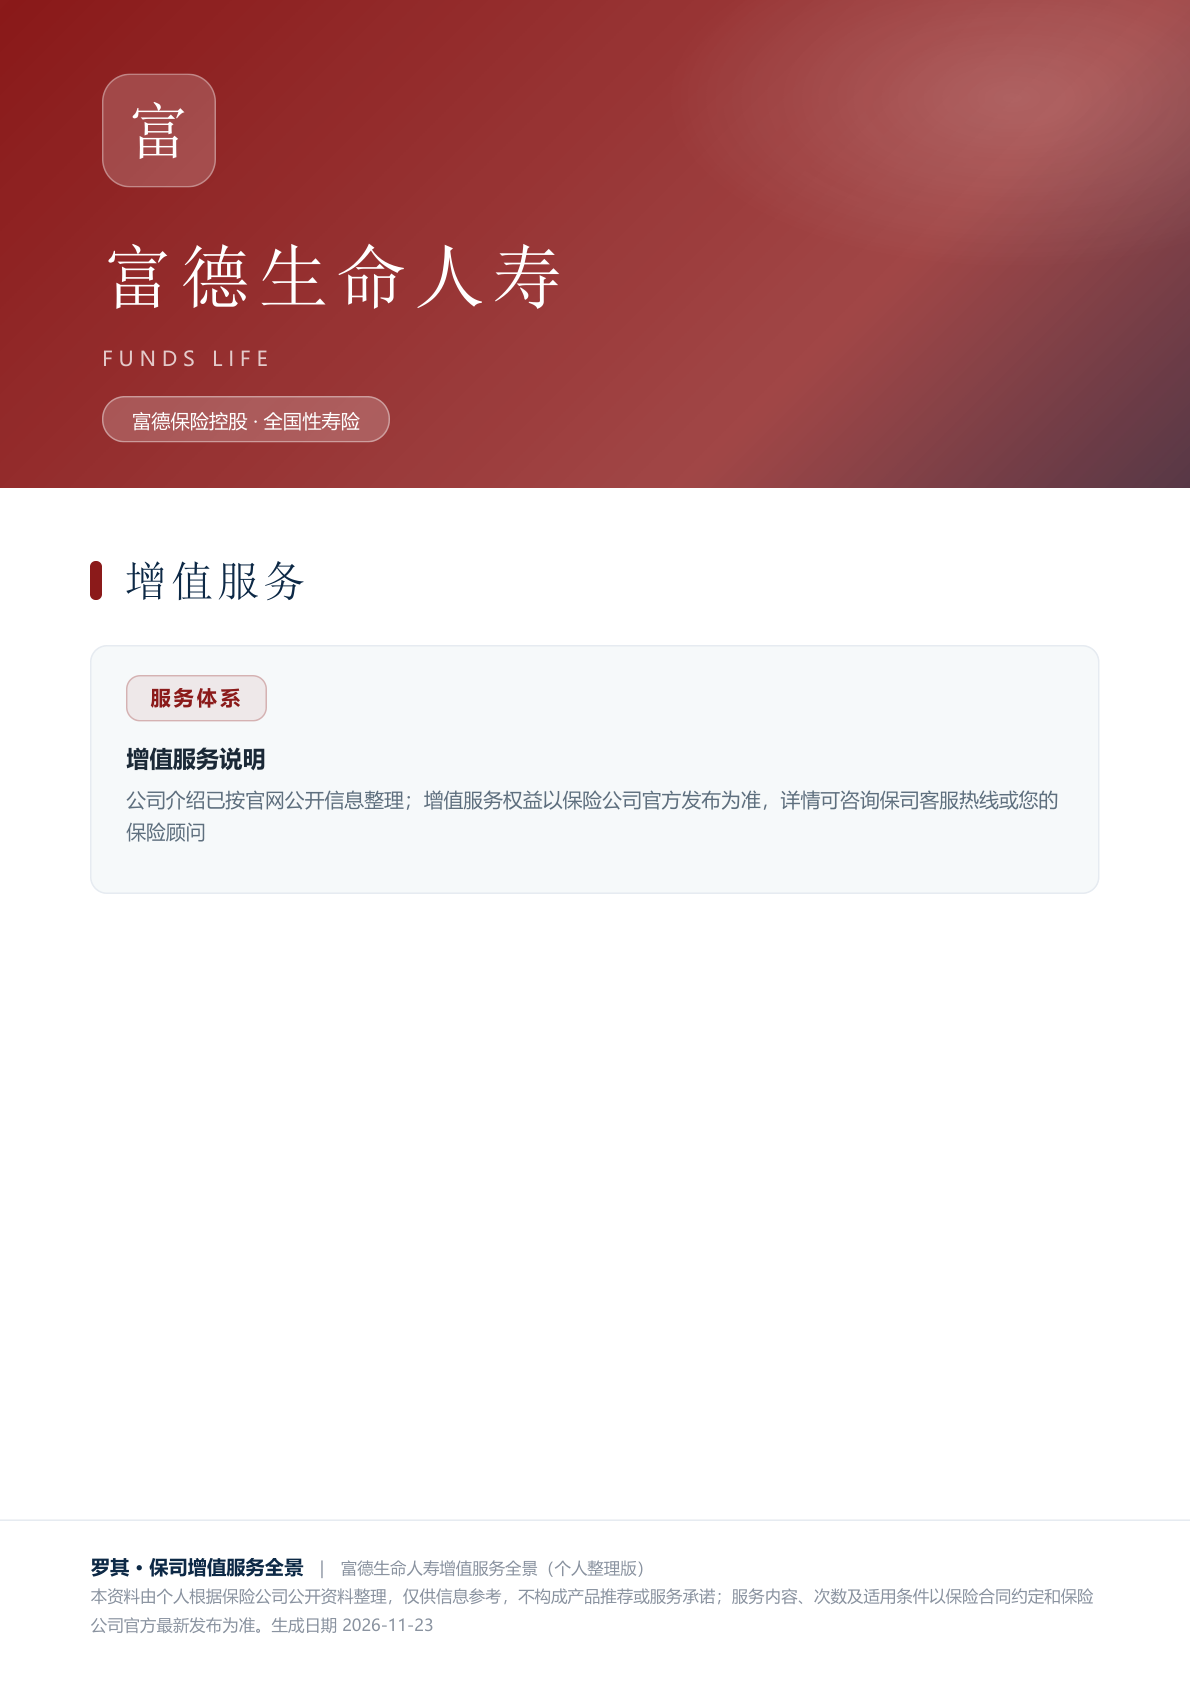 富
富德生命人寿
FUNDS LIFE
富德保险控股 · 全国性寿险
增值服务
服务体系
增值服务说明
公司介绍已按官网公开信息整理；增值服务权益以保险公司官方发布为准，详情可咨询保司客服热线或您的
保险顾问
罗其 • 保司增值服务全景 | 富德生命人寿增值服务全景（个人整理版）
本资料由个人根据保险公司公开资料整理，仅供信息参考，不构成产品推荐或服务承诺；服务内容、次数及适用条件以保险合同约定和保险
公司官方最新发布为准。生成日期 2026-11-23